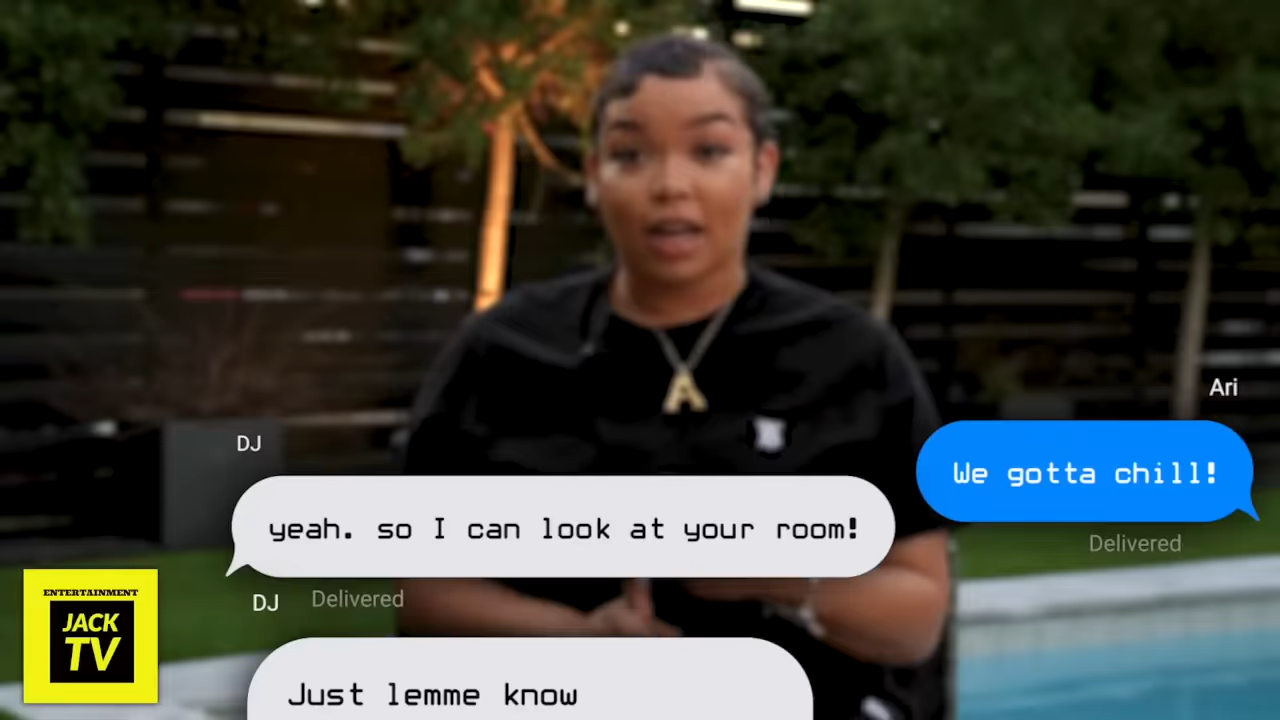 Ari
We gotta chill!
Delivered
DJ
yeah. so I can look at your room!
DJ Delivered
Just lemme know
ENTERTAINMENT
JACK
TV
A